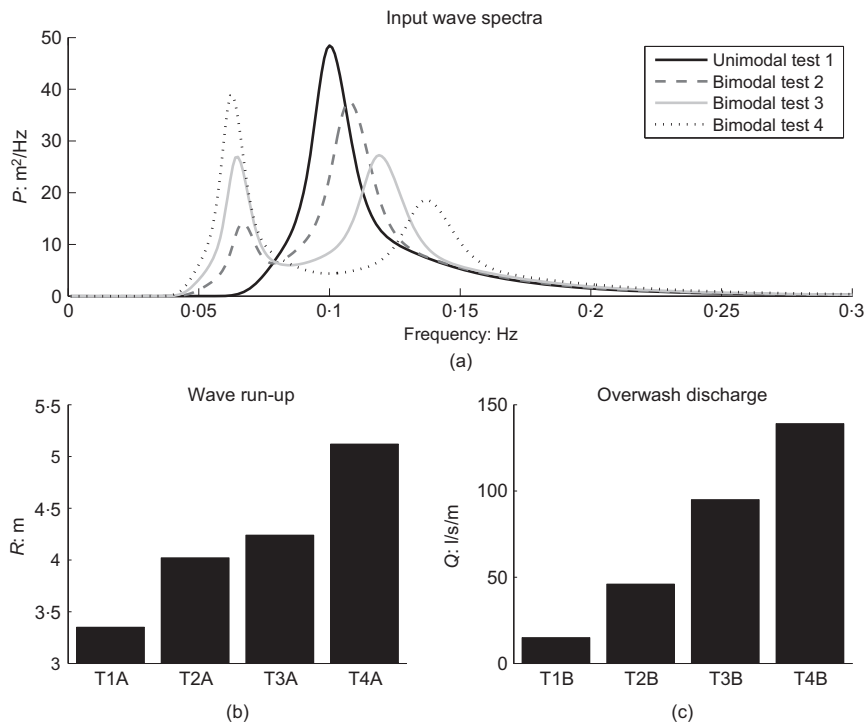 Input wave spectra
50
40
30
20
10
0
P: m²/Hz
Unimodal test 1
Bimodal test 2
Bimodal test 3
Bimodal test 4
0 0·05 0·1 0·15 0·2 0·25 0·3
Frequency: Hz
(a)
Wave run-up
5·5
5
4·5
4
3·5
3
R: m
T1A T2A T3A T4A
(b)
Overwash discharge
150
100
50
0
Q: l/s/m
T1B T2B T3B T4B
(c)